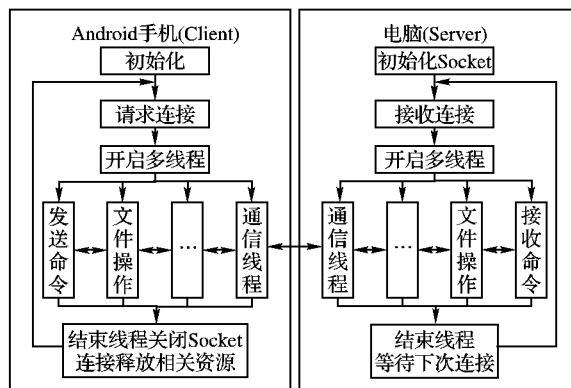 Android手机(Client)
初始化
请求连接
开启多线程
发送命令
文件操作
…
通信线程
结束线程关闭Socket
连接释放相关资源
电脑(Server)
初始化Socket
接收连接
开启多线程
通信线程
…
文件操作
接收命令
结束线程
等待下次连接